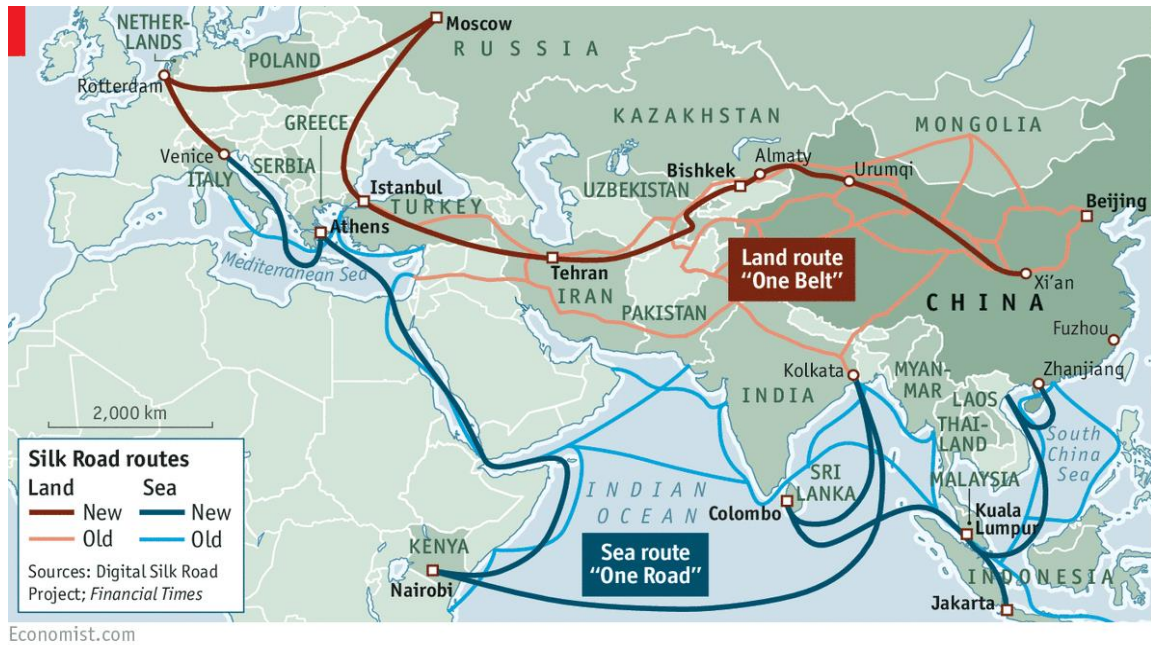 NETHER-
LANDS
Moscow
RUSSIA
POLAND
Rotterdam
KAZAKHSTAN
GREECE
MONGOLIA
Venice
Almaty
ITALY
SERBIA
Bishkek
Urumqi
Istanbul
UZBEKISTAN
TURKEY
Beijing
Athens
Mediterranean Sea
Land route
“One Belt”
Tehran
IRAN
Xi’an
CHINA
PAKISTAN
Fuzhou
Kolkata
MYAN-
MAR
Zhanjiang
INDIA
LAOS
2,000 km
THAI-
LAND
South
China
Sea
Silk Road routes
Land
Sea
New
New
Old
Old
Sources: Digital Silk Road
Project; Financial Times
INDIAN
OCEAN
SRI
LANKA
MALAYSIA
Colombo
Kuala
Lumpur
KENYA
Sea route
“One Road”
Nairobi
INDONESIA
Jakarta
Economist.com